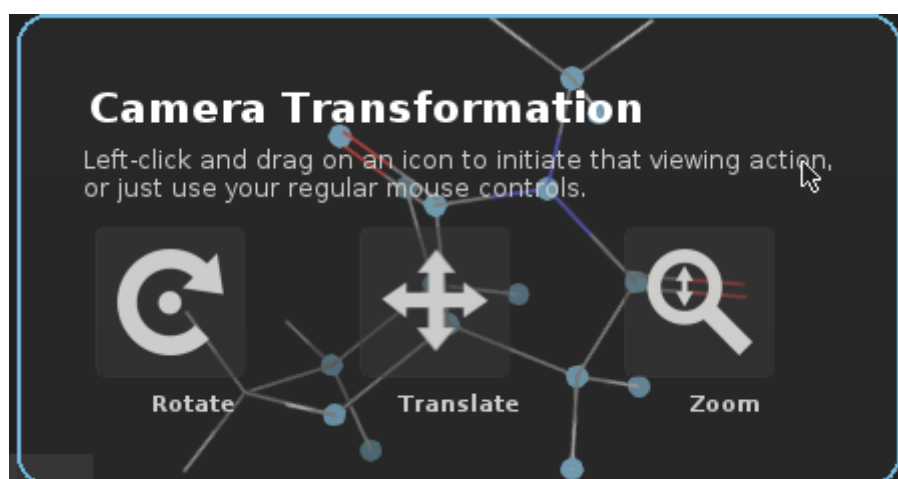 Camera Transformation
Left-click and drag on an icon to initiate that viewing action,
or just use your regular mouse controls.
Rotate
Translate
Zoom